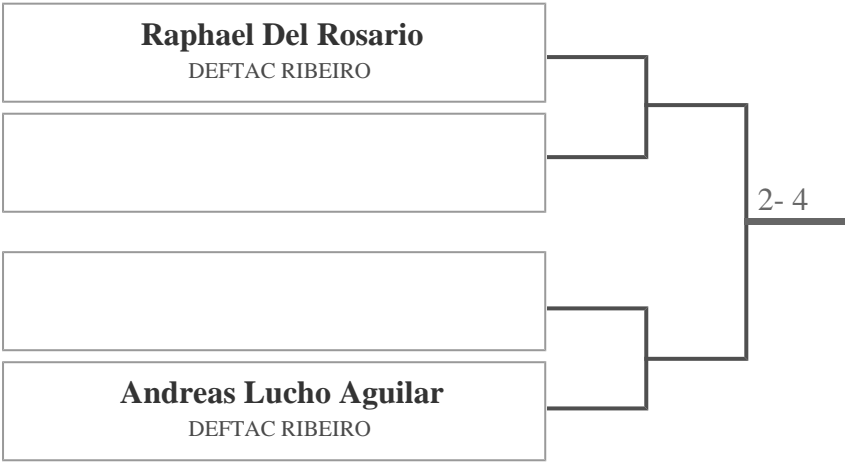 Raphael Del Rosario
DEFTAC RIBEIRO
2- 4
Andreas Lucho Aguilar
DEFTAC RIBEIRO